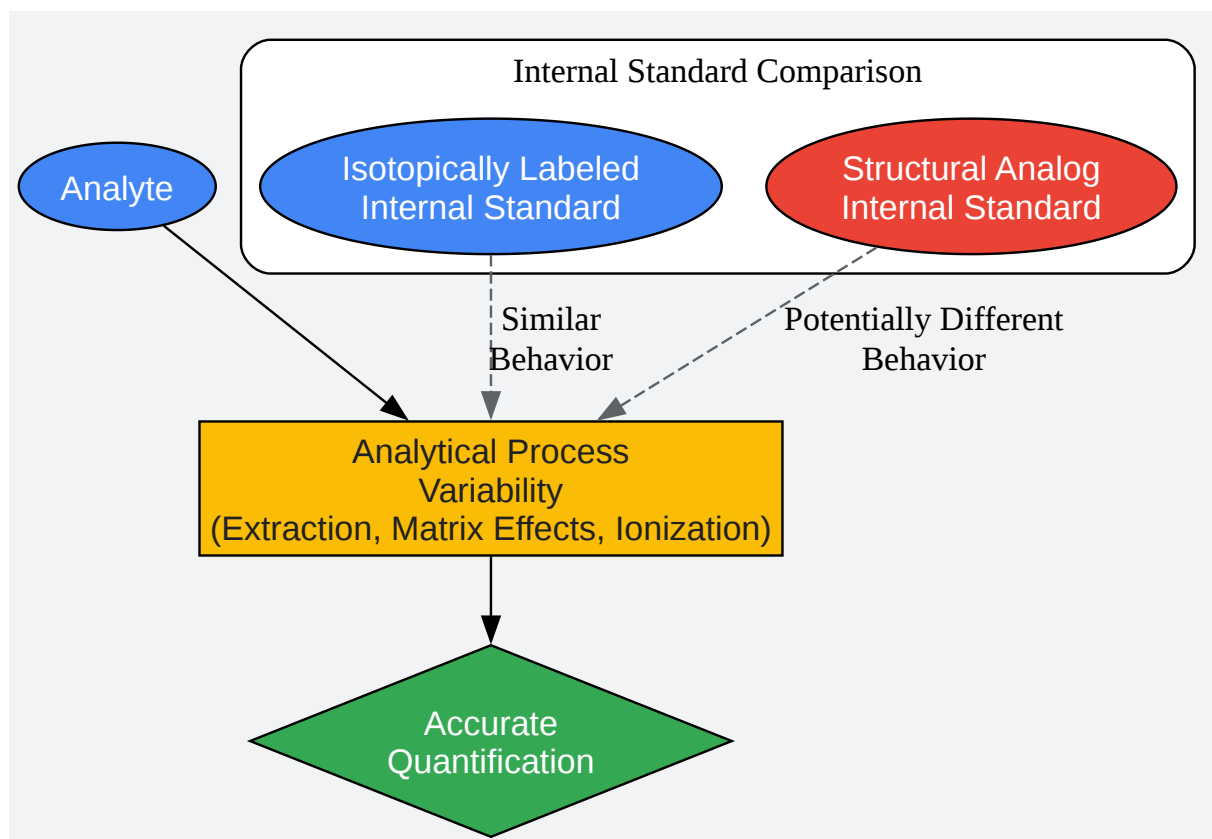 Internal Standard Comparison
Analyte
Isotopically Labeled
Internal Standard
Structural Analog
Internal Standard
Similar
Behavior
Potentially Different
Behavior
Analytical Process
Variability
(Extraction, Matrix Effects, Ionization)
Accurate
Quantification